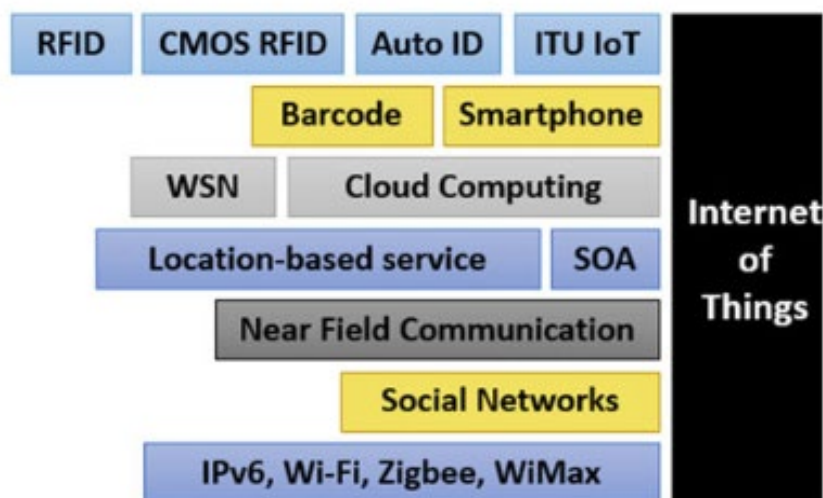 RFID CMOS RFID Auto ID ITU IoT
Barcode Smartphone
WSN Cloud Computing
Internet
of
Things
Location-based service SOA
Near Field Communication
Social Networks
IPv6, Wi-Fi, Zigbee, WiMax